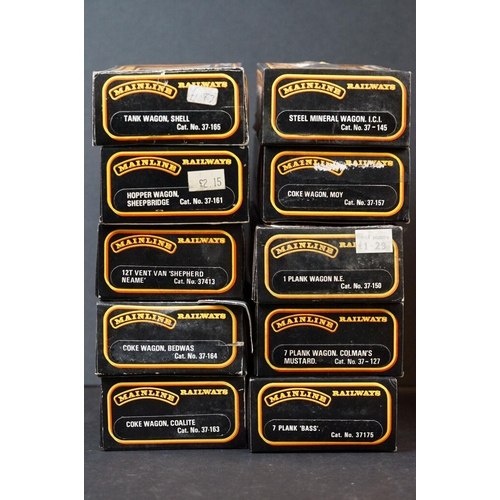 MAINLINE RAILWAYS
TANK WAGON, SHELL
Cat. No. 37-165
MAINLINE RAILWAYS
HOPPER WAGON,
SHEEPBRIDGE Cat. No. 37-161
£2.15
MAINLINE RAILWAYS
12T VENT VAN 'SHEPHERD
NEAME' Cat. No. 37413
MAINLINE RAILWAYS
COKE WAGON, BEDWAS
Cat. No. 37-164
MAINLINE RAILWAYS
COKE WAGON, COALITE
Cat. No. 37-163
MAINLINE RAILWAYS
STEEL MINERAL WAGON. I.C.I.
Cat. No. 37-145
MAINLINE RAILWAYS
COKE WAGON, MOY
Cat. No. 37-157
MAINLINE
1 PLANK WAGON N.E.
Cat. No. 37-150
MAINLINE RAILWAYS
7 PLANK WAGON. COLMAN'S
MUSTARD. Cat. No. 37-127
MAINLINE RAILWAYS
7 PLANK 'BASS'. Cat. No. 37175